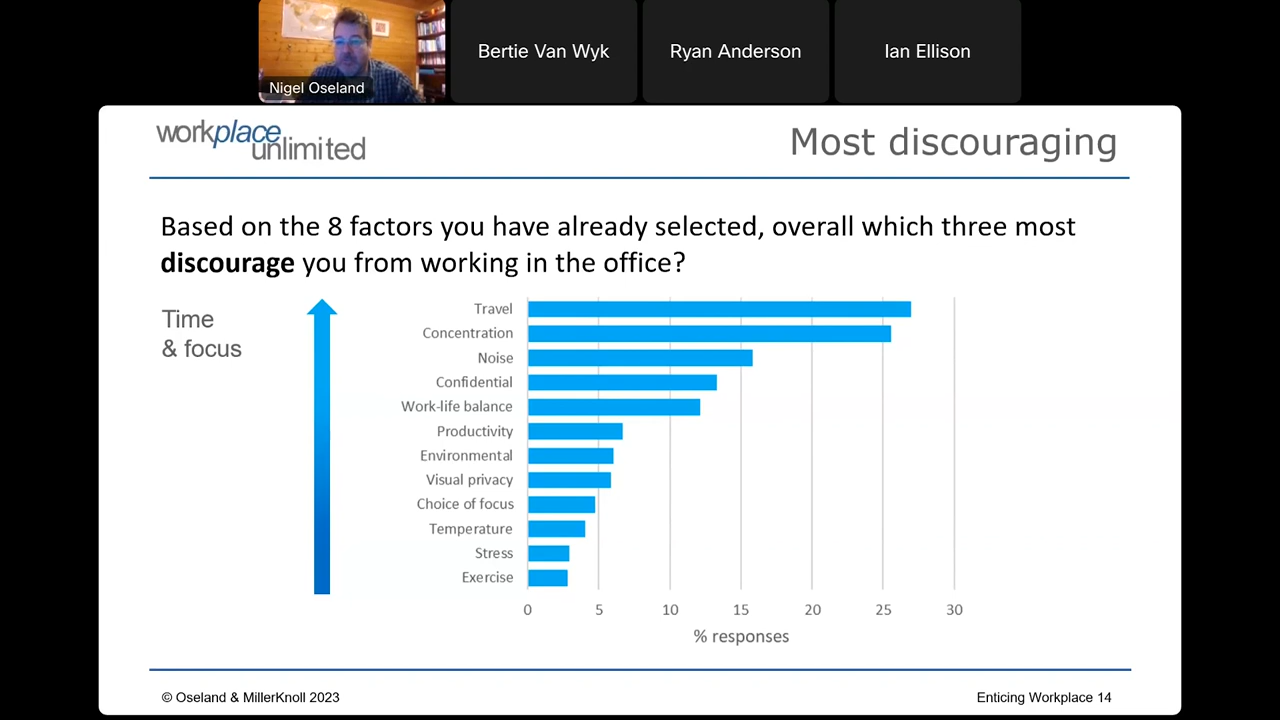 Nigel Oseland
Bertie Van Wyk
Ryan Anderson
Ian Ellison
workplace
unlimited
Most discouraging
Based on the 8 factors you have already selected, overall which three most
discourage you from working in the office?
Time
& focus
Travel
Concentration
Noise
Confidential
Work-life balance
Productivity
Environmental
Visual privacy
Choice of focus
Temperature
Stress
Exercise
0 5 10 15 20 25 30
% responses
© Oseland & MillerKnoll 2023
Enticing Workplace 14